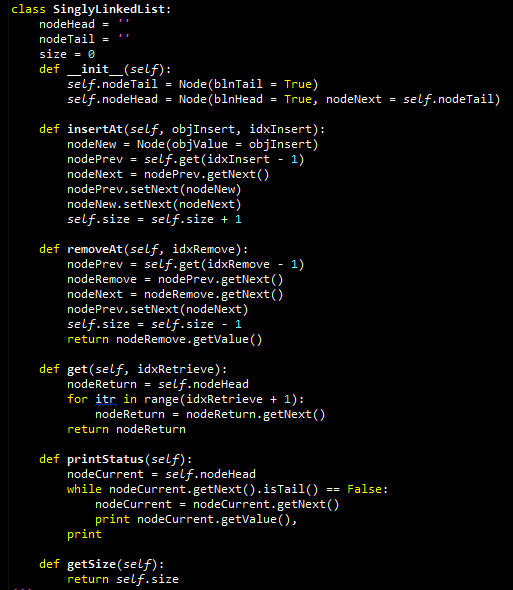 class SinglyLinkedList:
    nodeHead = ''
    nodeTail = ''
    size = 0
    def __init__(self):
        self.nodeTail = Node(blnTail = True)
        self.nodeHead = Node(blnHead = True, nodeNext = self.nodeTail)

    def insertAt(self, objInsert, idxInsert):
        nodeNew = Node(objValue = objInsert)
        nodePrev = self.get(idxInsert - 1)
        nodeNext = nodePrev.getNext()
        nodePrev.setNext(nodeNew)
        nodeNew.setNext(nodeNext)
        self.size = self.size + 1

    def removeAt(self, idxRemove):
        nodePrev = self.get(idxRemove - 1)
        nodeRemove = nodePrev.getNext()
        nodeNext = nodeRemove.getNext()
        nodePrev.setNext(nodeNext)
        self.size = self.size - 1
        return nodeRemove.getValue()

    def get(self, idxRetrieve):
        nodeReturn = self.nodeHead
        for itr in range(idxRetrieve + 1):
            nodeReturn = nodeReturn.getNext()
        return nodeReturn

    def printStatus(self):
        nodeCurrent = self.nodeHead
        while nodeCurrent.getNext().isTail() == False:
            nodeCurrent = nodeCurrent.getNext()
            print nodeCurrent.getValue(),
        print

    def getSize(self):
        return self.size